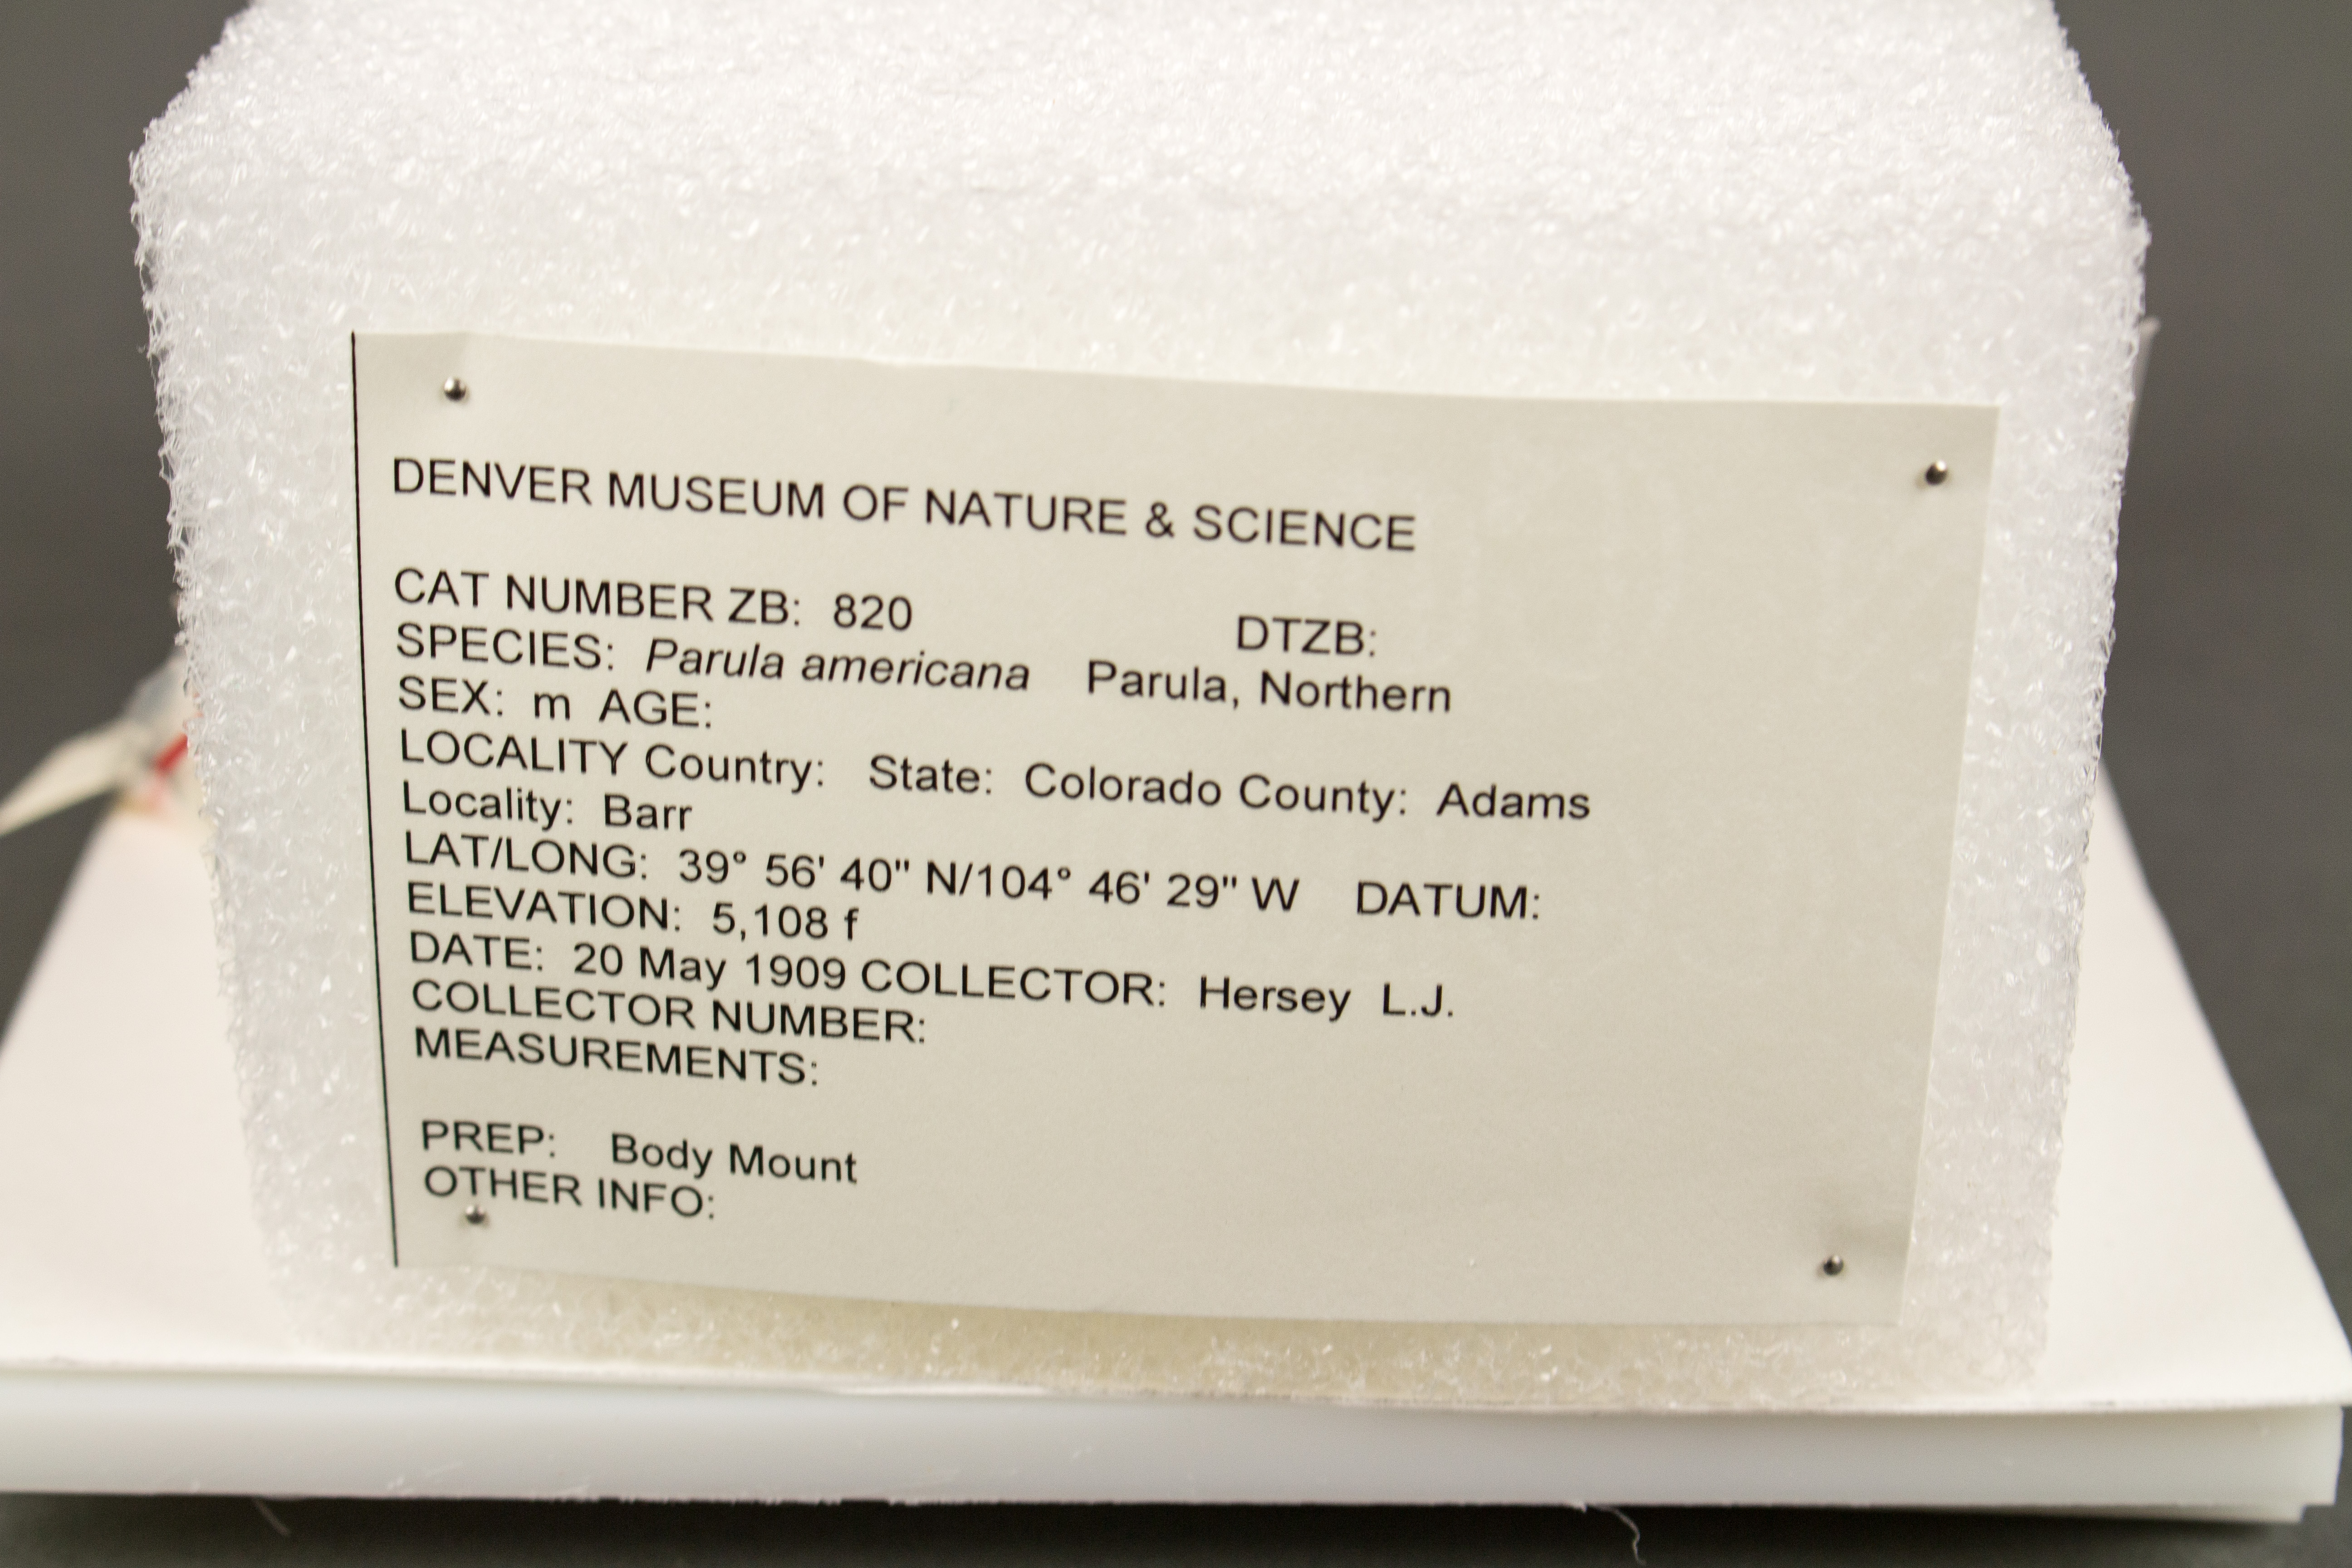 DENVER MUSEUM OF NATURE & SCIENCE
CAT NUMBER ZB: 820 DTZB:
SPECIES: Parula americana Parula, Northern
SEX: m AGE:
LOCALITY Country: State: Colorado County: Adams
Locality: Barr
LAT/LONG: 39° 56' 40" N/104° 46' 29" W DATUM:
ELEVATION: 5,108 f
DATE: 20 May 1909 COLLECTOR: Hersey L.J.
COLLECTOR NUMBER:
MEASUREMENTS:
PREP: Body Mount
OTHER INFO: